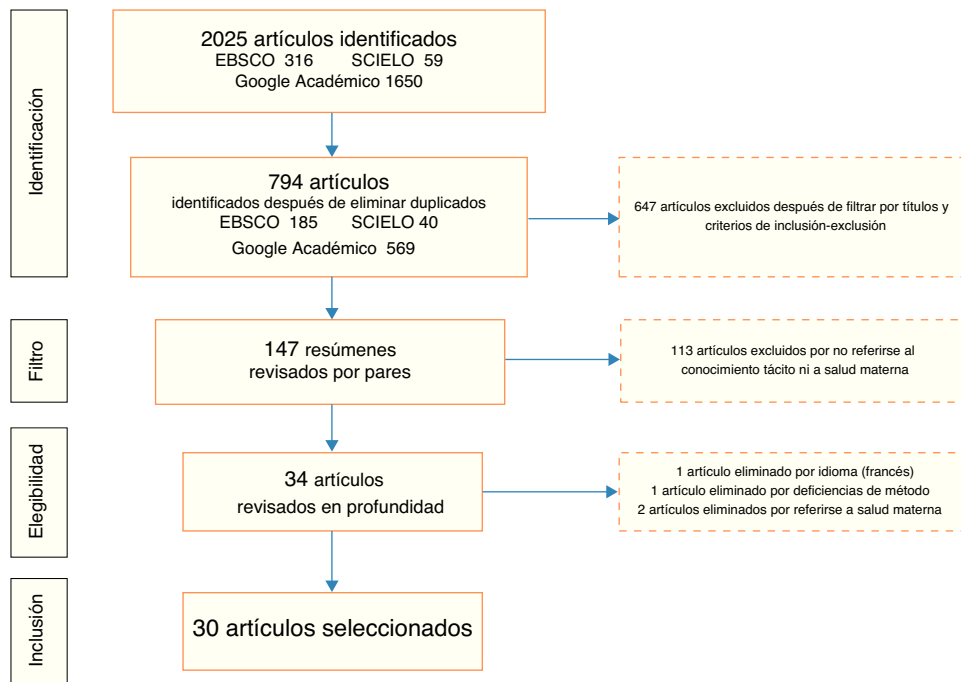 Identificación
2025 artículos identificados
EBSCO 316 SCIELO 59
Google Académico 1650
794 artículos
identificados después de eliminar duplicados
EBSCO 185 SCIELO 40
Google Académico 569
647 artículos excluidos después de filtrar por títulos y
criterios de inclusión-exclusión
Filtro
147 resúmenes
revisados por pares
113 artículos excluidos por no referirse al
conocimiento tácito ni a salud materna
Elegibilidad
34 artículos
revisados en profundidad
1 artículo eliminado por idioma (francés)
1 artículo eliminado por deficiencias de método
2 artículos eliminados por referirse a salud materna
Inclusión
30 artículos seleccionados